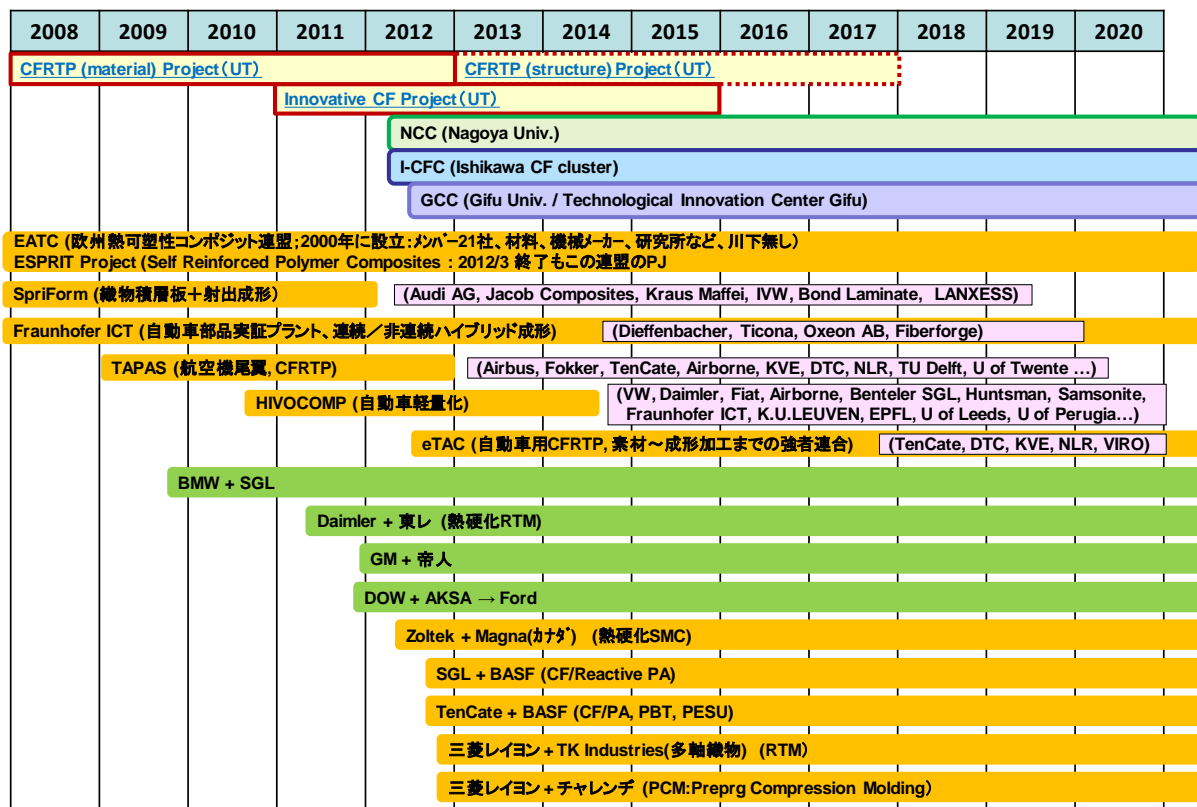 2008 2009 2010 2011 2012 2013 2014 2015 2016 2017 2018 2019 2020
CFRTP (material) Project(UT) CFRTP (structure) Project(UT)
Innovative CF Project(UT)
NCC (Nagoya Univ.)
I-CFC (Ishikawa CF cluster)
GCC (Gifu Univ. / Technological Innovation Center Gifu)
EATC (欧州熱可塑性コンポジット連盟;2000年に設立:メンバー21社、材料、機械メーカー、研究所など、川下無し)
ESPRIT Project (Self Reinforced Polymer Composites : 2012/3 終了もこの連盟のPJ
SpriForm (織物積層板+射出成形) (Audi AG, Jacob Composites, Kraus Maffei, IVW, Bond Laminate, LANXESS)
Fraunhofer ICT (自動車部品実証プラント、連続/非連続ハイブリッド成形) (Dieffenbacher, Ticona, Oxeon AB, Fiberforge)
TAPAS (航空機尾翼, CFRTP) (Airbus, Fokker, TenCate, Airborne, KVE, DTC, NLR, TU Delft, U of Twente …)
HIVOCOMP (自動車軽量化) (VW, Daimler, Fiat, Airborne, Benteler SGL, Huntsman, Samsonite,
Fraunhofer ICT, K.U.LEUVEN, EPFL, U of Leeds, U of Perugia…)
eTAC (自動車用CFRTP, 素材~成形加工までの強者連合) (TenCate, DTC, KVE, NLR, VIRO)
BMW + SGL
Daimler + 東レ (熱硬化RTM)
GM + 帝人
DOW + AKSA → Ford
Zoltek + Magna(カナダ) (熱硬化SMC)
SGL + BASF (CF/Reactive PA)
TenCate + BASF (CF/PA, PBT, PESU)
三菱レイヨン + TK Industries(多軸織物) (RTM)
三菱レイヨン + チャレンヂ (PCM:Preprg Compression Molding)